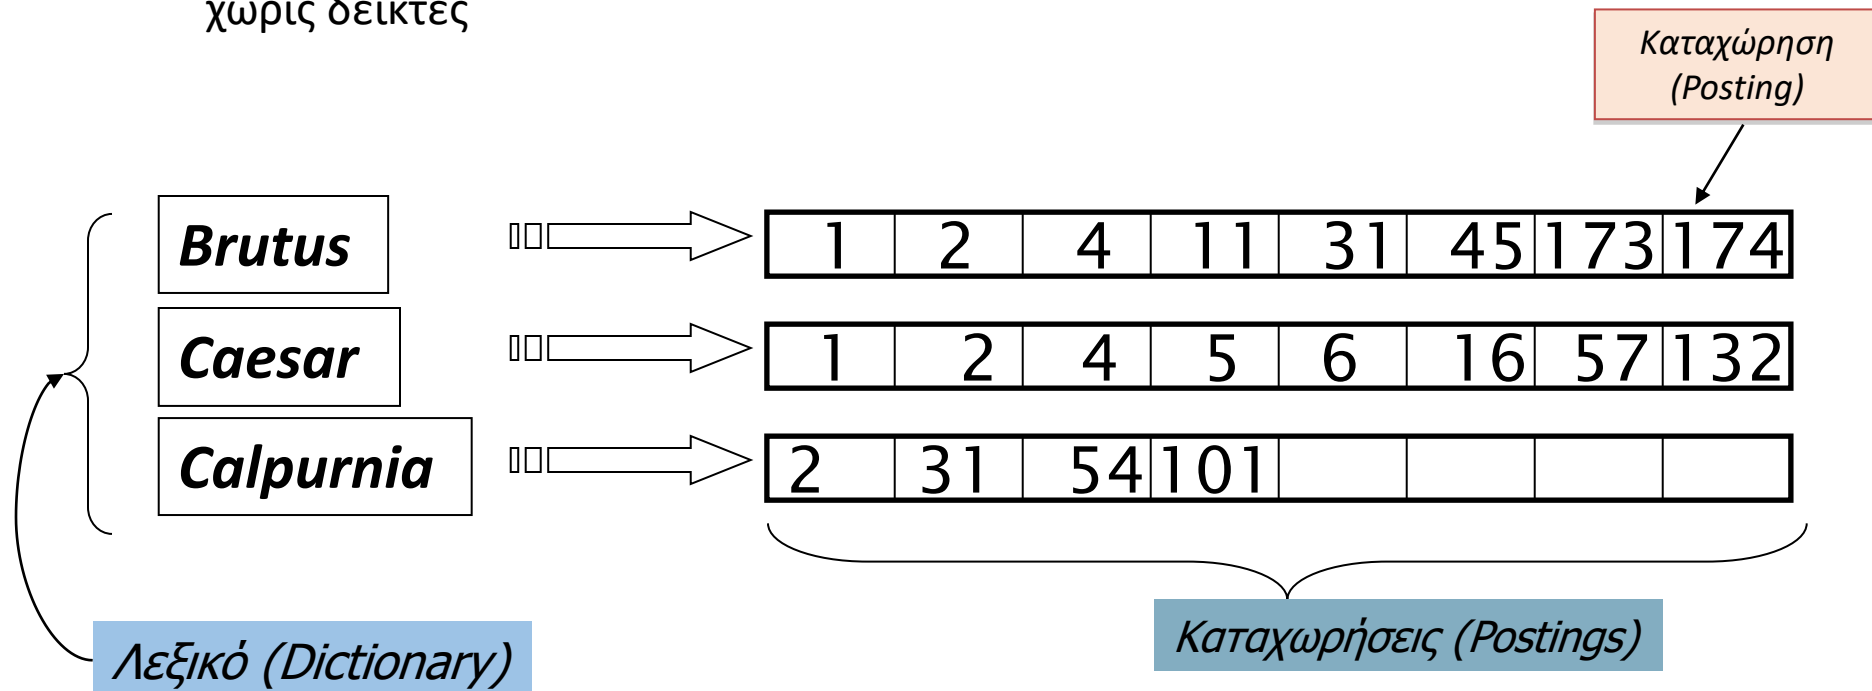 χωρίς δείκτες
Καταχώρηση
(Posting)
Brutus 1 2 4 11 31 45 173 174
Caesar 1 2 4 5 6 16 57 132
Calpurnia 2 31 54 101
Καταχωρήσεις (Postings)
Λεξικό (Dictionary)